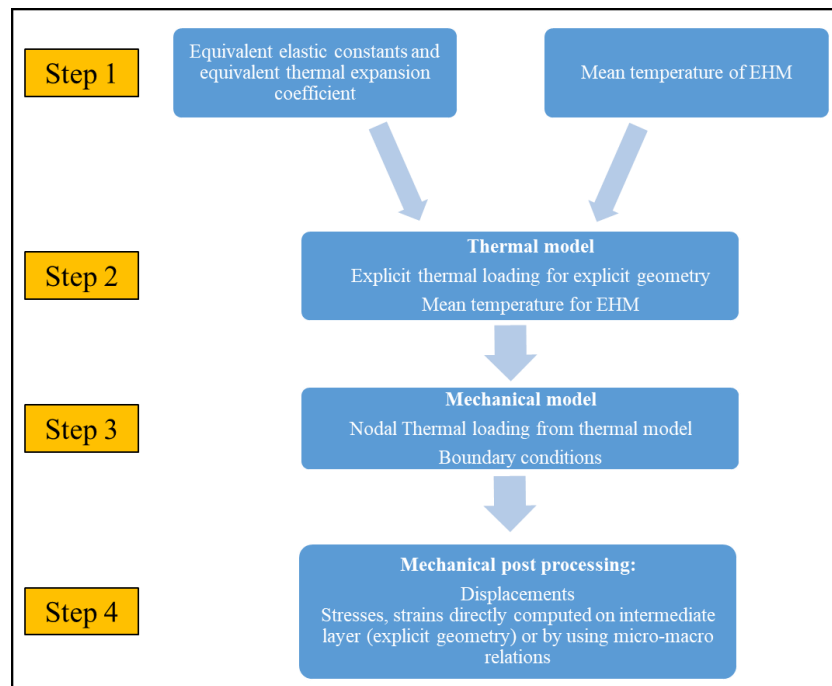 Step 1
Equivalent elastic constants and
equivalent thermal expansion
coefficient
Mean temperature of EHM
Step 2
Thermal model
Explicit thermal loading for explicit geometry
Mean temperature for EHM
Step 3
Mechanical model
Nodal Thermal loading from thermal model
Boundary conditions
Step 4
Mechanical post processing:
Displacements
Stresses, strains directly computed on intermediate
layer (explicit geometry) or by using micro-macro
relations